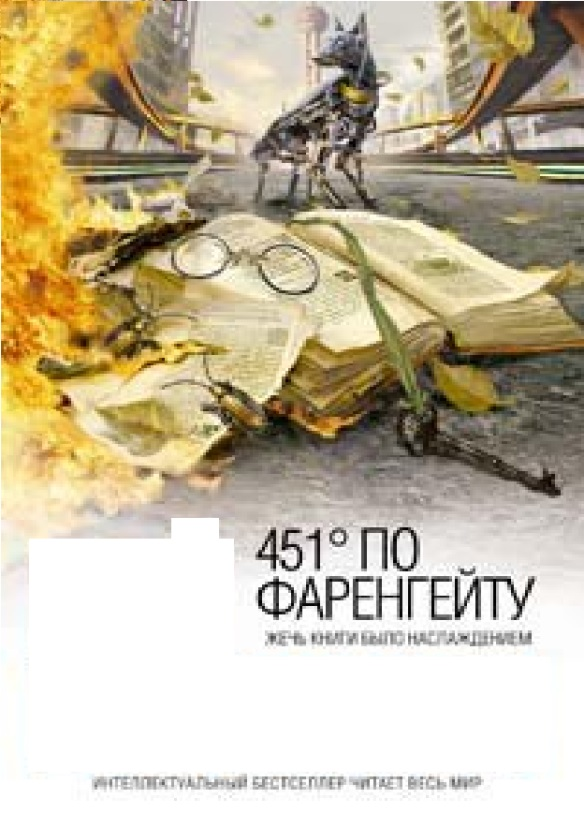 451° ПО
ФАРЕНГЕЙТУ
ЖЕЧЬ КНИГИ БЫЛО НАСЛАЖДЕНИЕМ
ИНТЕЛЛЕКТУАЛЬНЫЙ БЕСТСЕЛЛЕР ЧИТАЕТ ВЕСЬ МИР